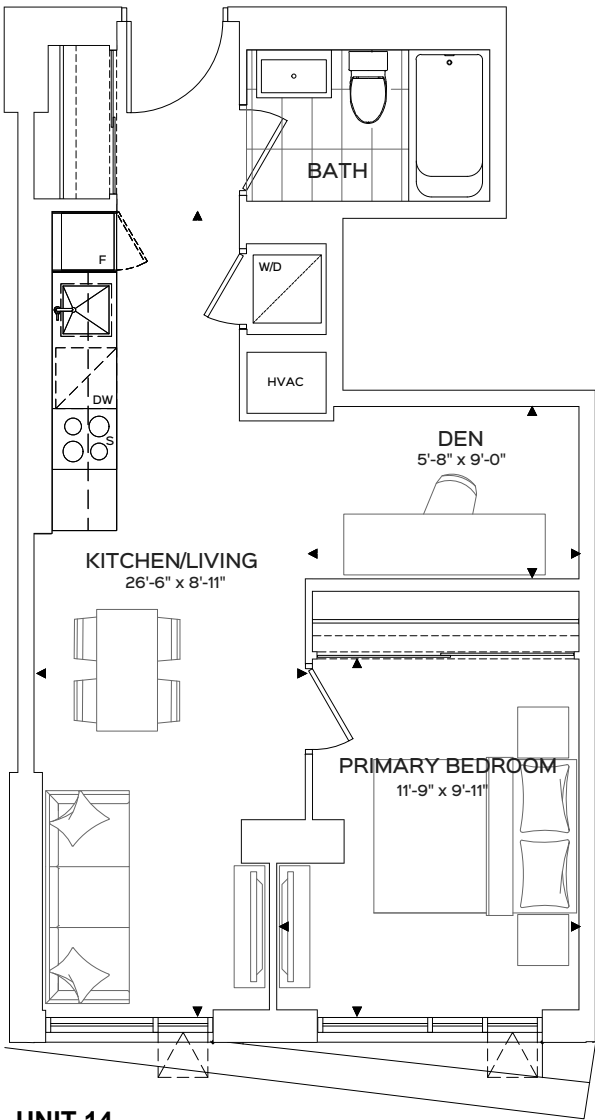 BATH
F
W/D
DW
HVAC
S
DEN
5'-8" x 9'-0"
KITCHEN/LIVING
26'-6" x 8'-11"
PRIMARY BEDROOM
11'-9" x 9'-11"
UNIT 14